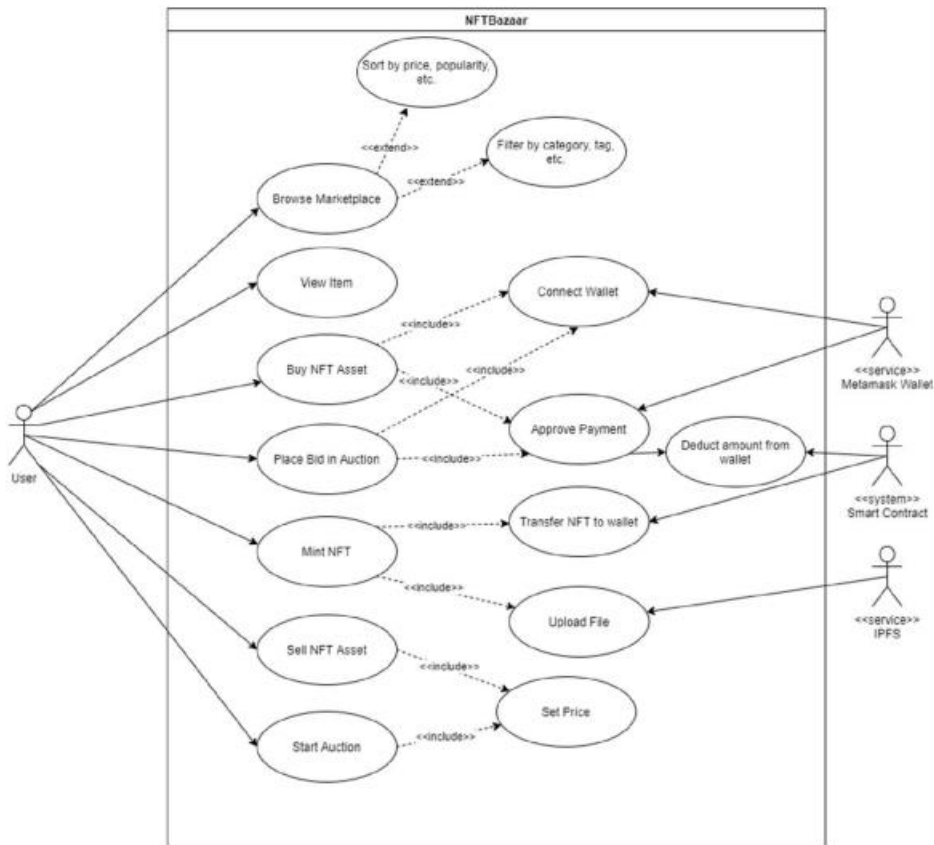 NFTBazaar
Sort by price, popularity,
etc.
<<extend>>
Filter by category, tag,
etc.
<<extend>>
Browse Marketplace
View Item
Connect Wallet
<<include>>
Buy NFT Asset
<<include>>
<<include>>
<<service>>
Metamask Wallet
Approve Payment
Place Bid in Auction
<<include>>
Deduct amount from
wallet
User
<<system>>
Smart Contract
<<include>>
Transfer NFT to wallet
Mint NFT
<<include>>
Upload File
<<service>>
IPFS
Sell NFT Asset
<<include>>
Set Price
Start Auction
<<include>>